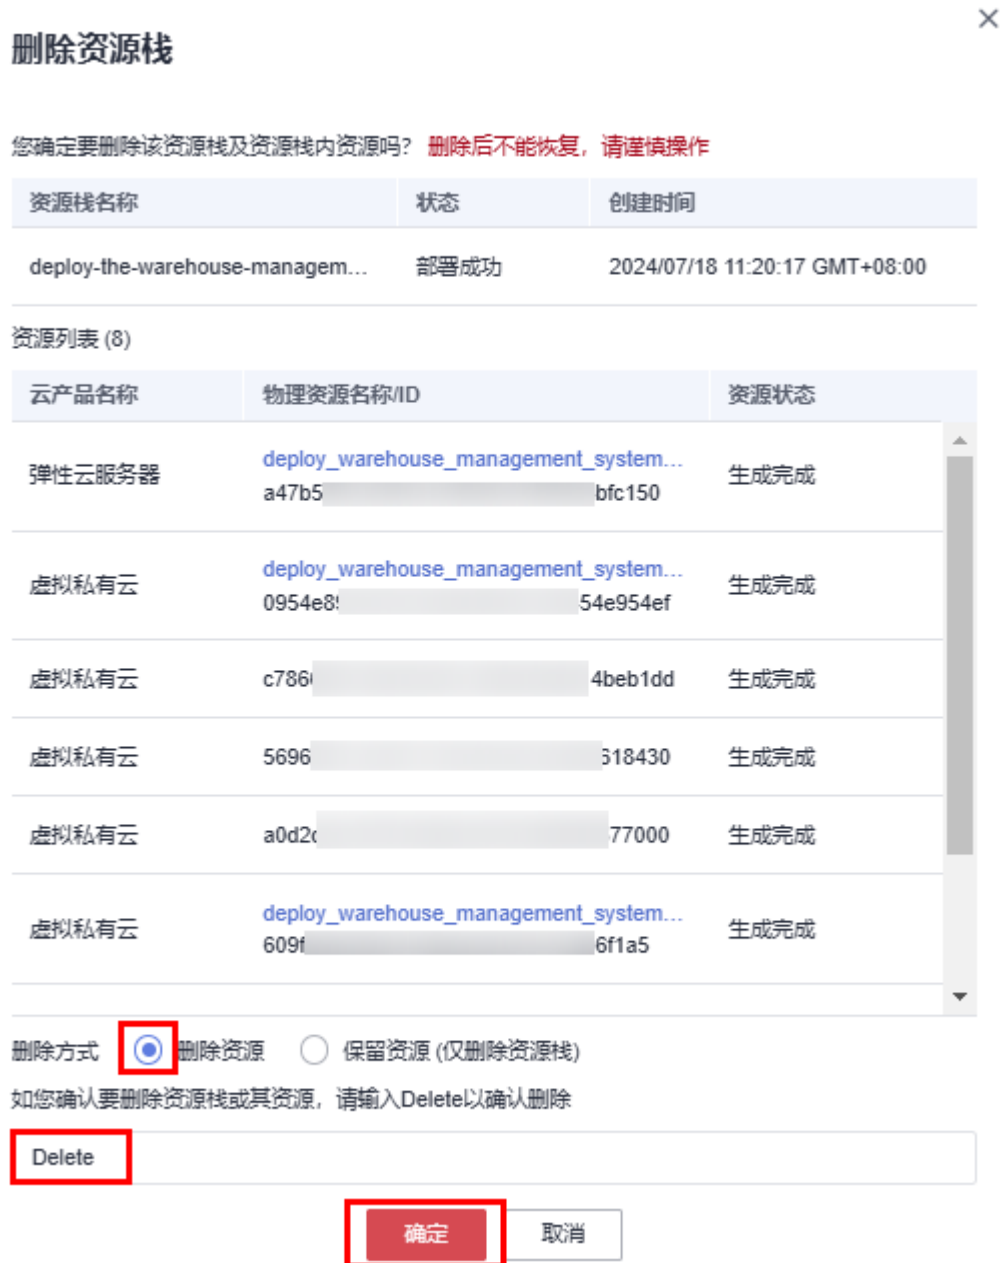 删除资源栈
您确定要删除该资源栈及资源栈内资源吗？ 删除后不能恢复，请谨慎操作
资源栈名称 状态 创建时间
deploy-the-warehouse-managem... 部署成功 2024/07/18 11:20:17 GMT+08:00
资源列表 (8)
云产品名称 物理资源名称/ID 资源状态
弹性云服务器 deploy_warehouse_management_system... 生成完成
a47b5 bfc150
虚拟私有云 deploy_warehouse_management_system... 生成完成
0954e8 54e954ef
虚拟私有云 c786 4beb1dd 生成完成
虚拟私有云 5696 618430 生成完成
虚拟私有云 a0d2 77000 生成完成
虚拟私有云 deploy_warehouse_management_system... 生成完成
609f 6f1a5
删除方式 删除资源 保留资源 (仅删除资源栈)
如您确认要删除资源栈或其资源，请输入Delete以确认删除
Delete
确定 取消